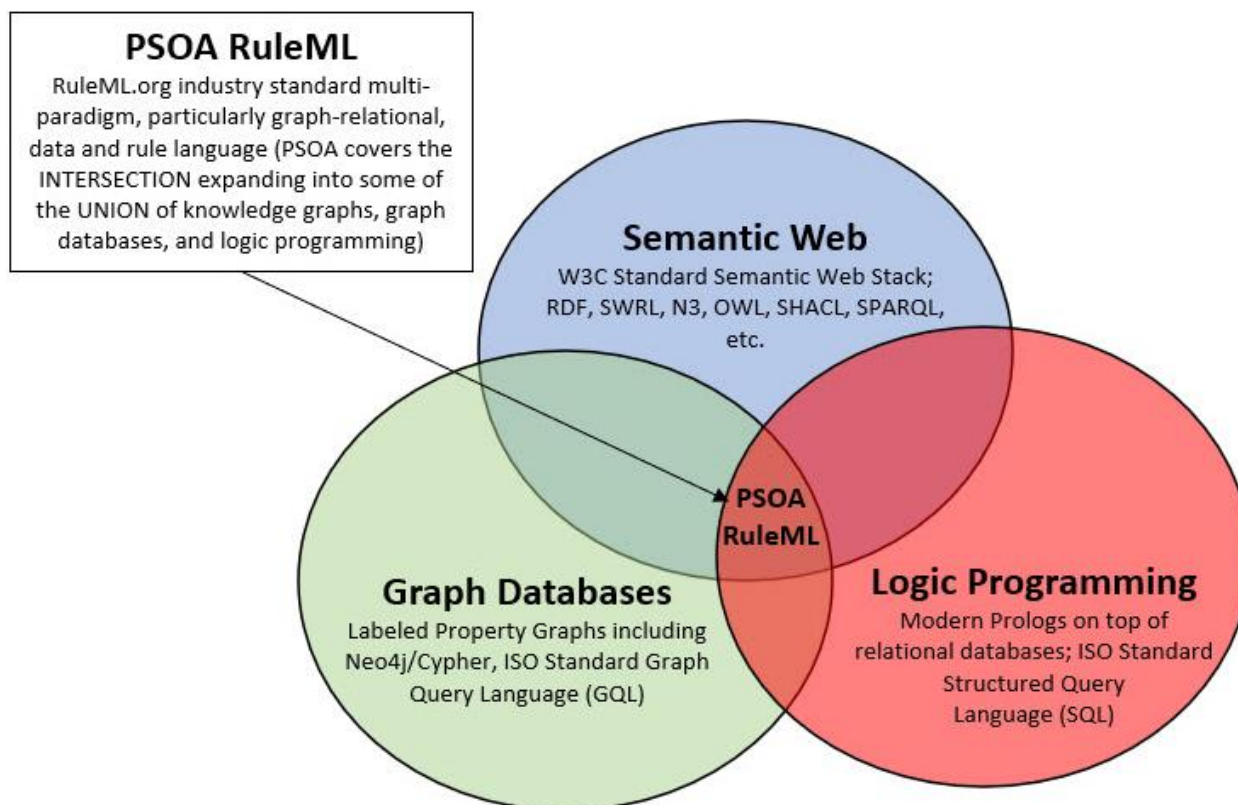 PSOA RuleML
RuleML.org industry standard multi-
paradigm, particularly graph-relational,
data and rule language (PSOA covers the
INTERSECTION expanding into some of
the UNION of knowledge graphs, graph
databases, and logic programming)
Semantic Web
W3C Standard Semantic Web Stack;
RDF, SWRL, N3, OWL, SHACL, SPARQL,
etc.
PSOA
RuleML
Graph Databases
Labeled Property Graphs including
Neo4j/Cypher, ISO Standard Graph
Query Language (GQL)
Logic Programming
Modern Prologs on top of
relational databases; ISO Standard
Structured Query
Language (SQL)